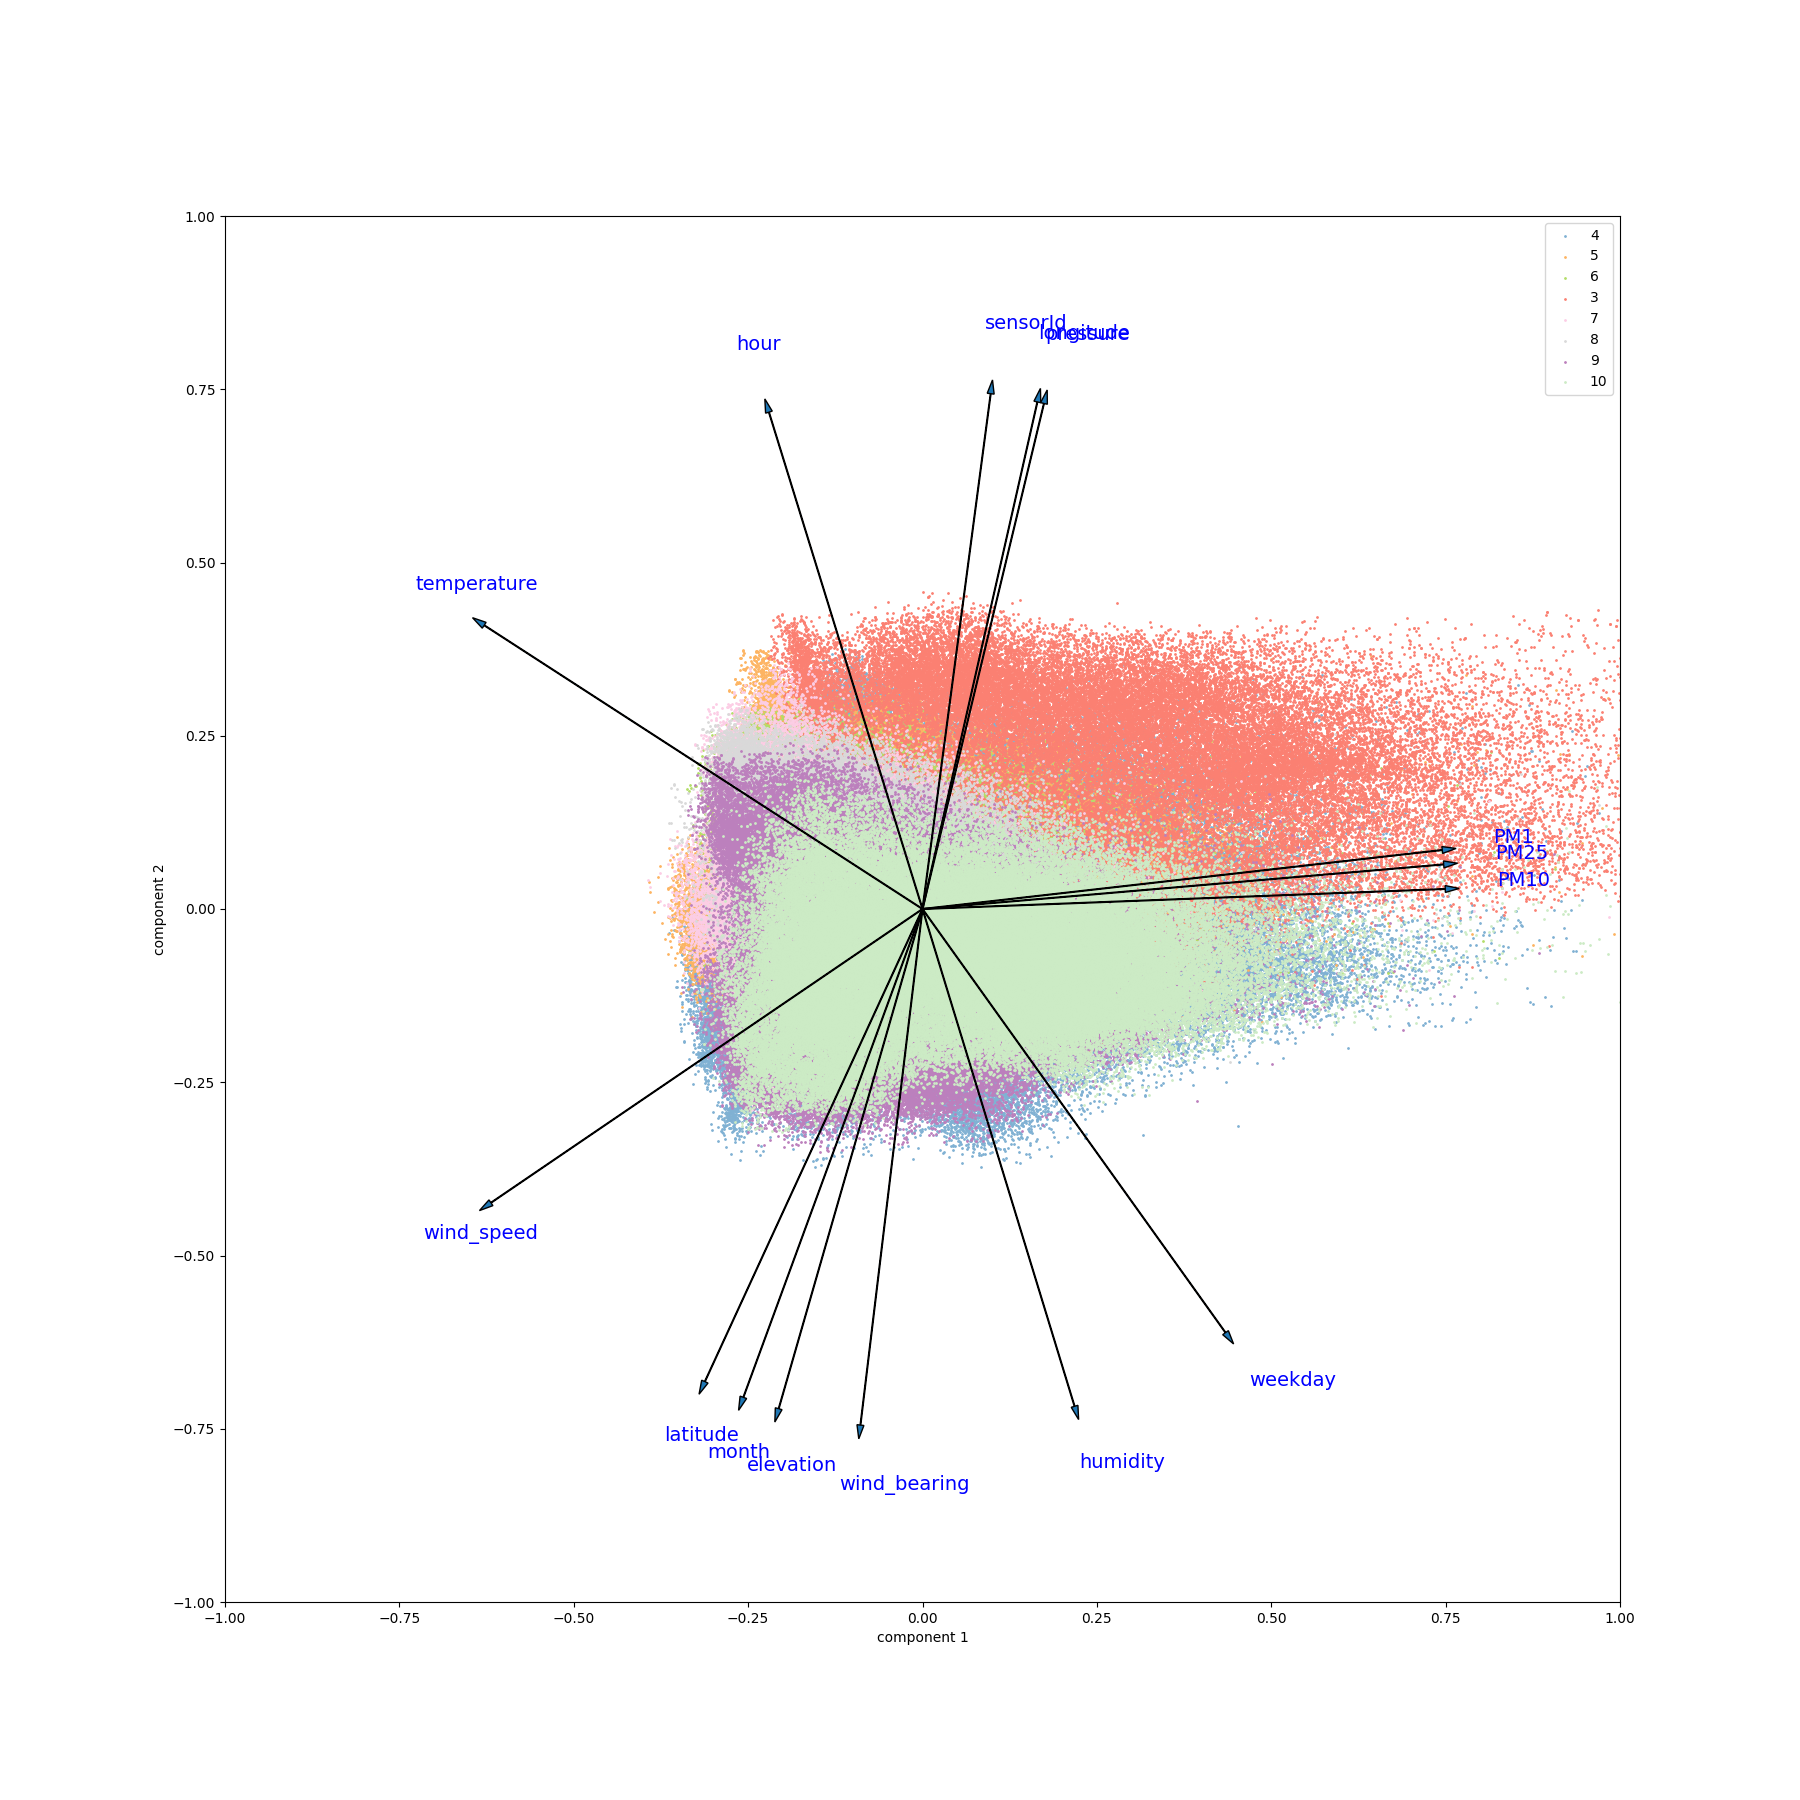 1.00
4
5
6
3
7
8
9
10
sensorId
longitude
pressure
hour
0.75
temperature
0.50
0.25
PM1
PM25
PM10
0.00
component 2
−0.25
wind_speed
−0.50
weekday
latitude
−0.75
month
elevation
humidity
wind_bearing
−1.00
−1.00 −0.75 −0.50 −0.25 0.00 0.25 0.50 0.75 1.00
component 1